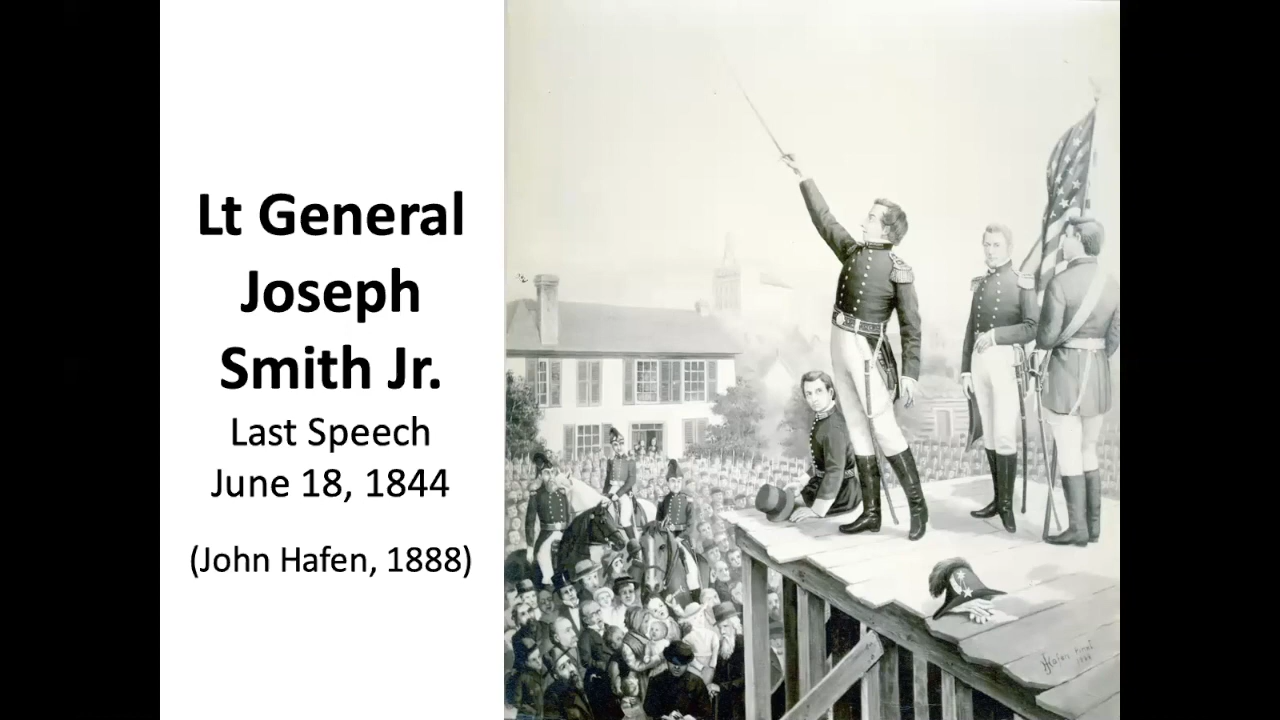 Lt General
Joseph
Smith Jr.
Last Speech
June 18, 1844
(John Hafen, 1888)